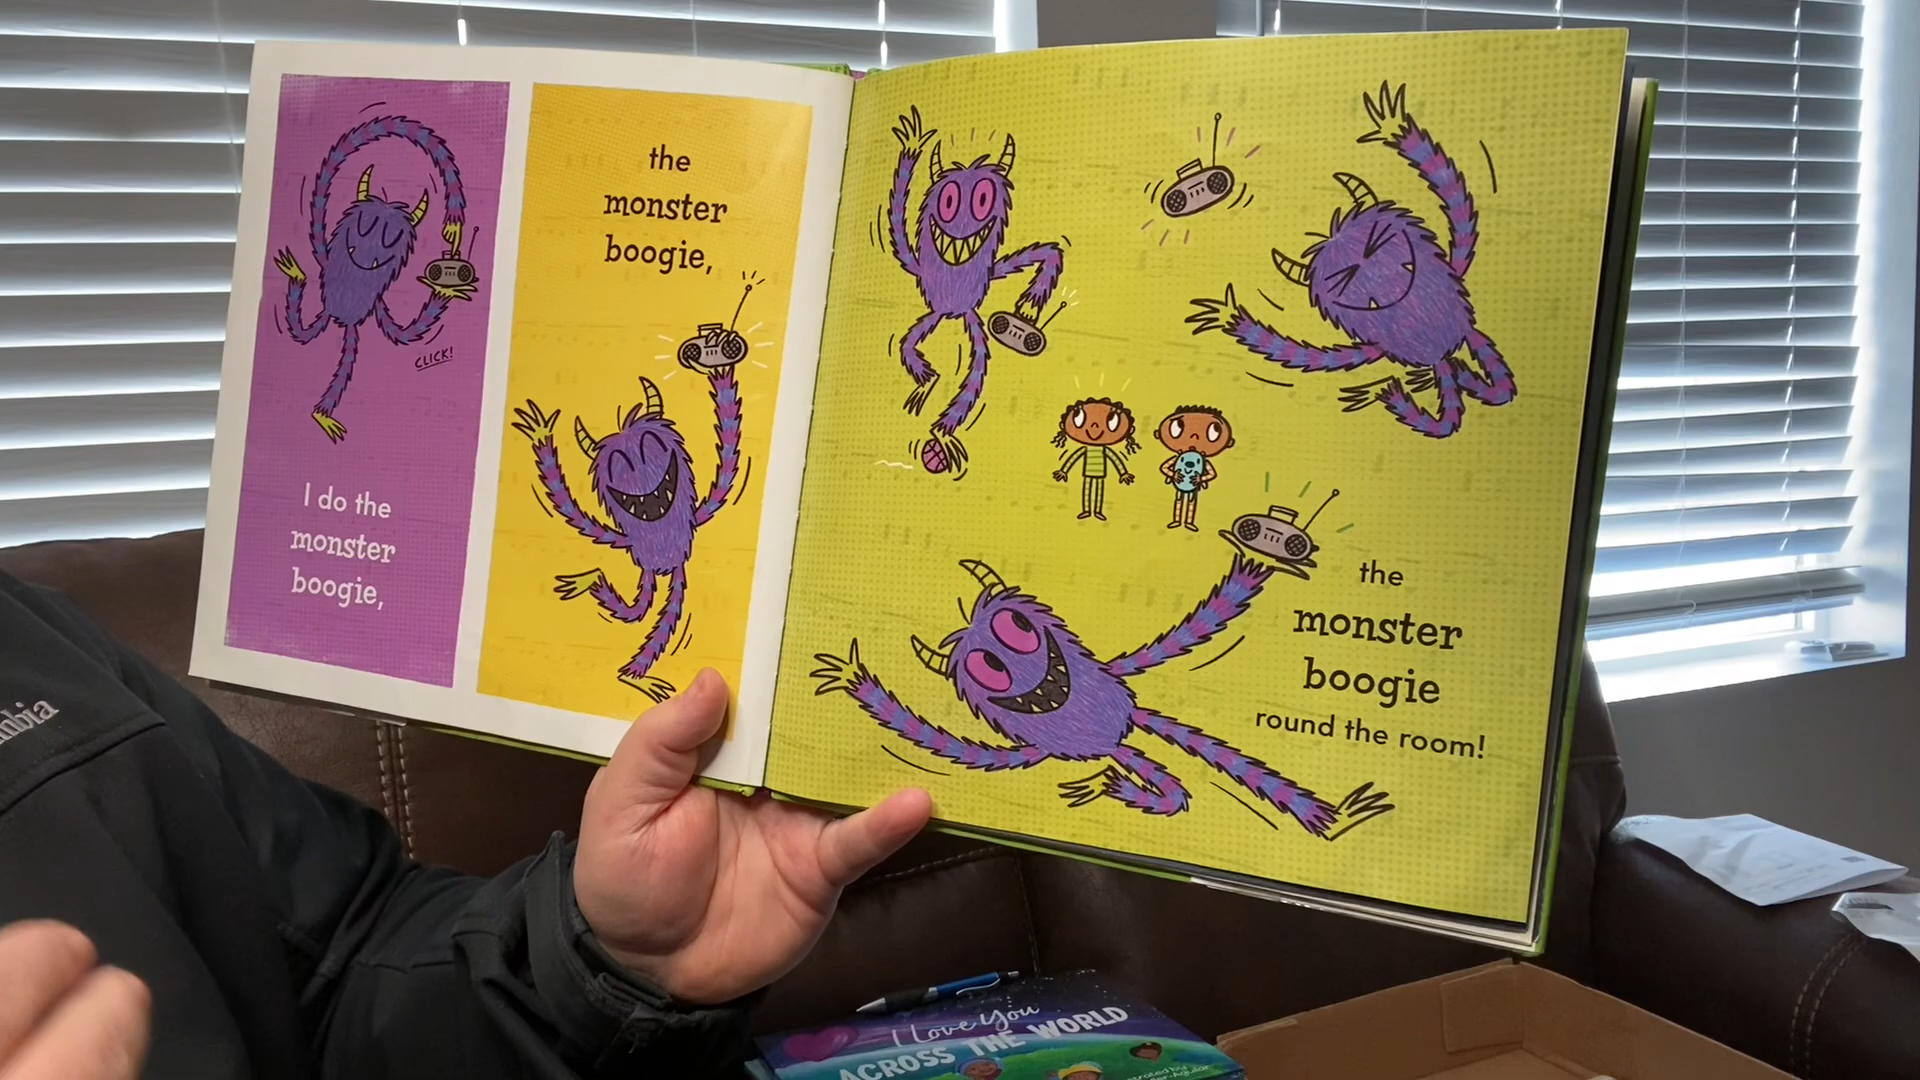 CLICK!
I do the
monster
boogie,
the
monster
boogie,
the
monster
boogie
round the room!
I Love You
ACROSS THE WORLD